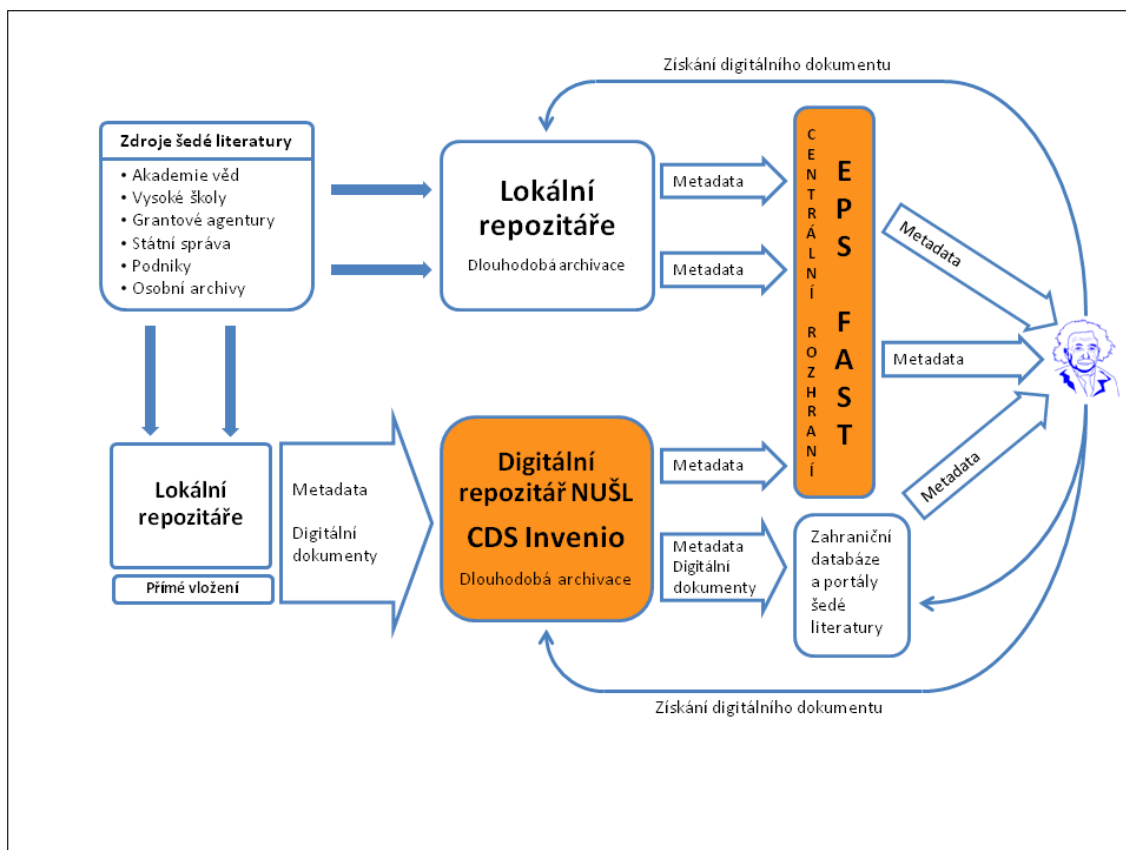 Získání digitálního dokumentu
Zdroje šedé literatury
• Akademie věd
• Vysoké školy
• Grantové agentury
• Státní správa
• Podniky
• Osobní archivy
Lokální
repozitáře
Dlouhodobá archivace
Metadata
Metadata
CENTRÁLNÍ ROZHRANÍ
EPS FAST
Metadata
Metadata
Metadata
Lokální
repozitáře
Přímé vložení
Metadata
Digitální
dokumenty
Digitální
repozitář NUŠL
CDS Invenio
Dlouhodobá archivace
Metadata
Metadata
Digitální
dokumenty
Zahraniční
databáze
a portály
šedé
literatury
Získání digitálního dokumentu